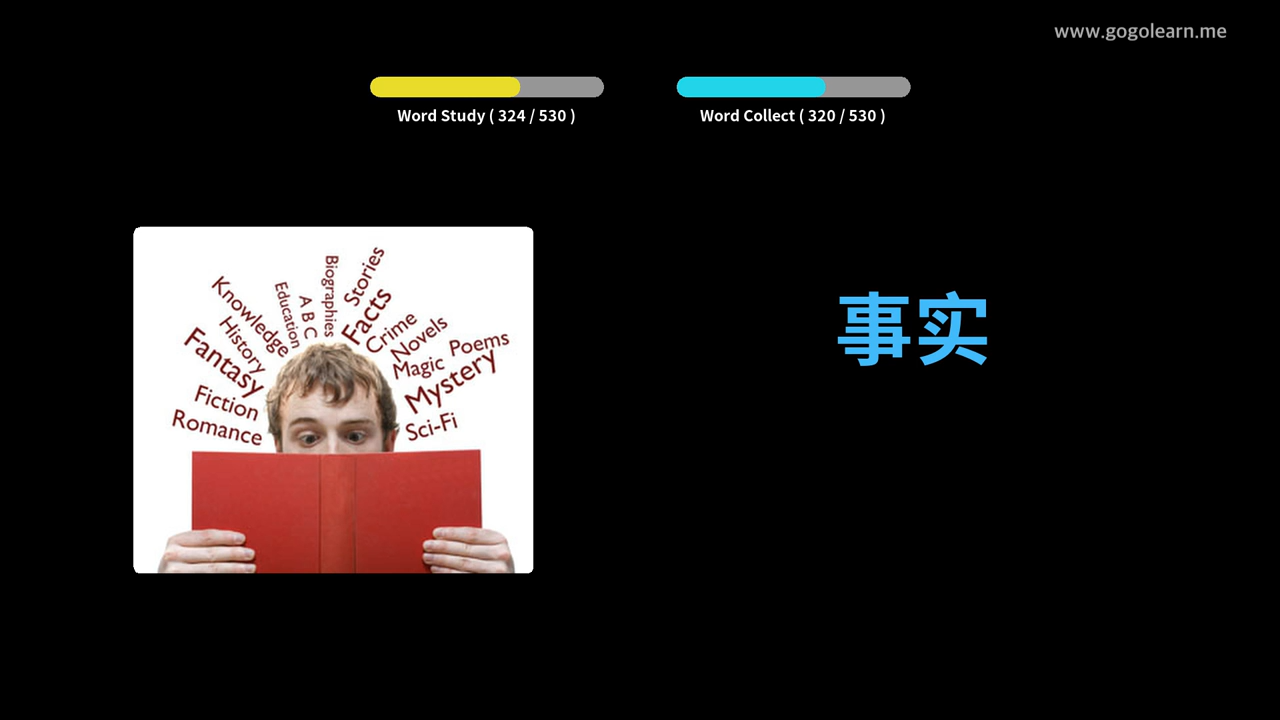 www.gogolearn.me
Word Study ( 324 / 530 )
Word Collect ( 320 / 530 )
Knowledge
History
Fantasy
Fiction
Romance
Education
A B C
Biographies
Stories
Facts
Crime
Novels
Magic
Poems
Mystery
Sci-Fi
事实